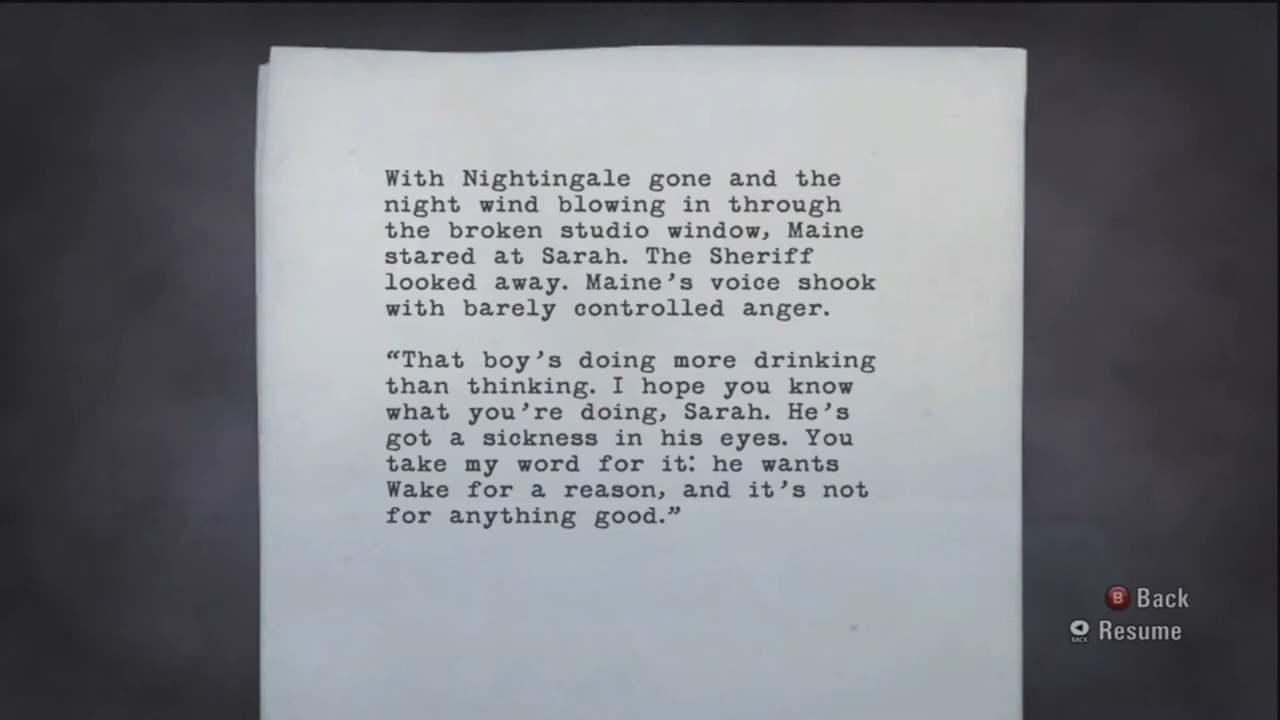 With Nightingale gone and the
night wind blowing in through
the broken studio window, Maine
stared at Sarah. The Sheriff
looked away. Maine’s voice shook
with barely controlled anger.
“That boy’s doing more drinking
than thinking. I hope you know
what you’re doing, Sarah. He’s
got a sickness in his eyes. You
take my word for it: he wants
Wake for a reason, and it’s not
for anything good.”
B Back
BACK Resume